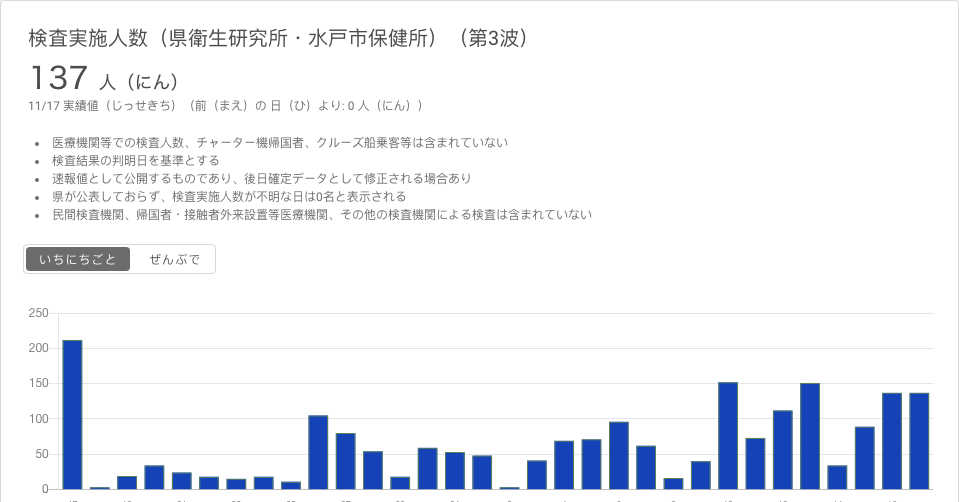 検査実施人数（県衛生研究所・水戸市保健所）（第3波）
137 人（にん）
11/17 実績値（じっせきち）（前（まえ）の 日（ひ）より: 0 人（にん））
医療機関等での検査人数、チャーター機帰国者、クルーズ船乗客等は含まれていない
検査結果の判明日を基準とする
速報値として公開するものであり、後日確定データとして修正される場合あり
県が公表しておらず、検査実施人数が不明な日は0名と表示される
民間検査機関、帰国者・接触者外来設置等医療機関、その他の検査機関による検査は含まれていない
いちにちごと ぜんぶで
250
200
150
100
50
0